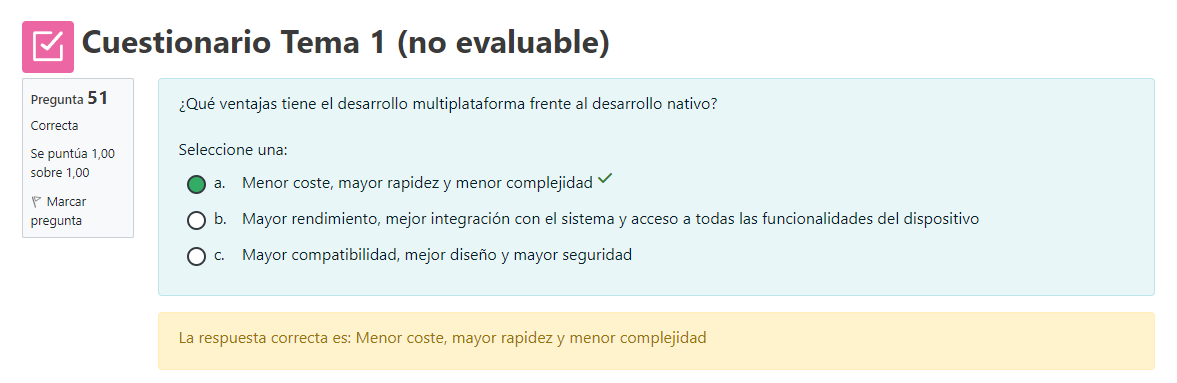 Cuestionario Tema 1 (no evaluable)
Pregunta 51
Correcta
Se puntúa 1,00
sobre 1,00
Marcar
pregunta
¿Qué ventajas tiene el desarrollo multiplataforma frente al desarrollo nativo?
Seleccione una:
a. Menor coste, mayor rapidez y menor complejidad
b. Mayor rendimiento, mejor integración con el sistema y acceso a todas las funcionalidades del dispositivo
c. Mayor compatibilidad, mejor diseño y mayor seguridad
La respuesta correcta es: Menor coste, mayor rapidez y menor complejidad